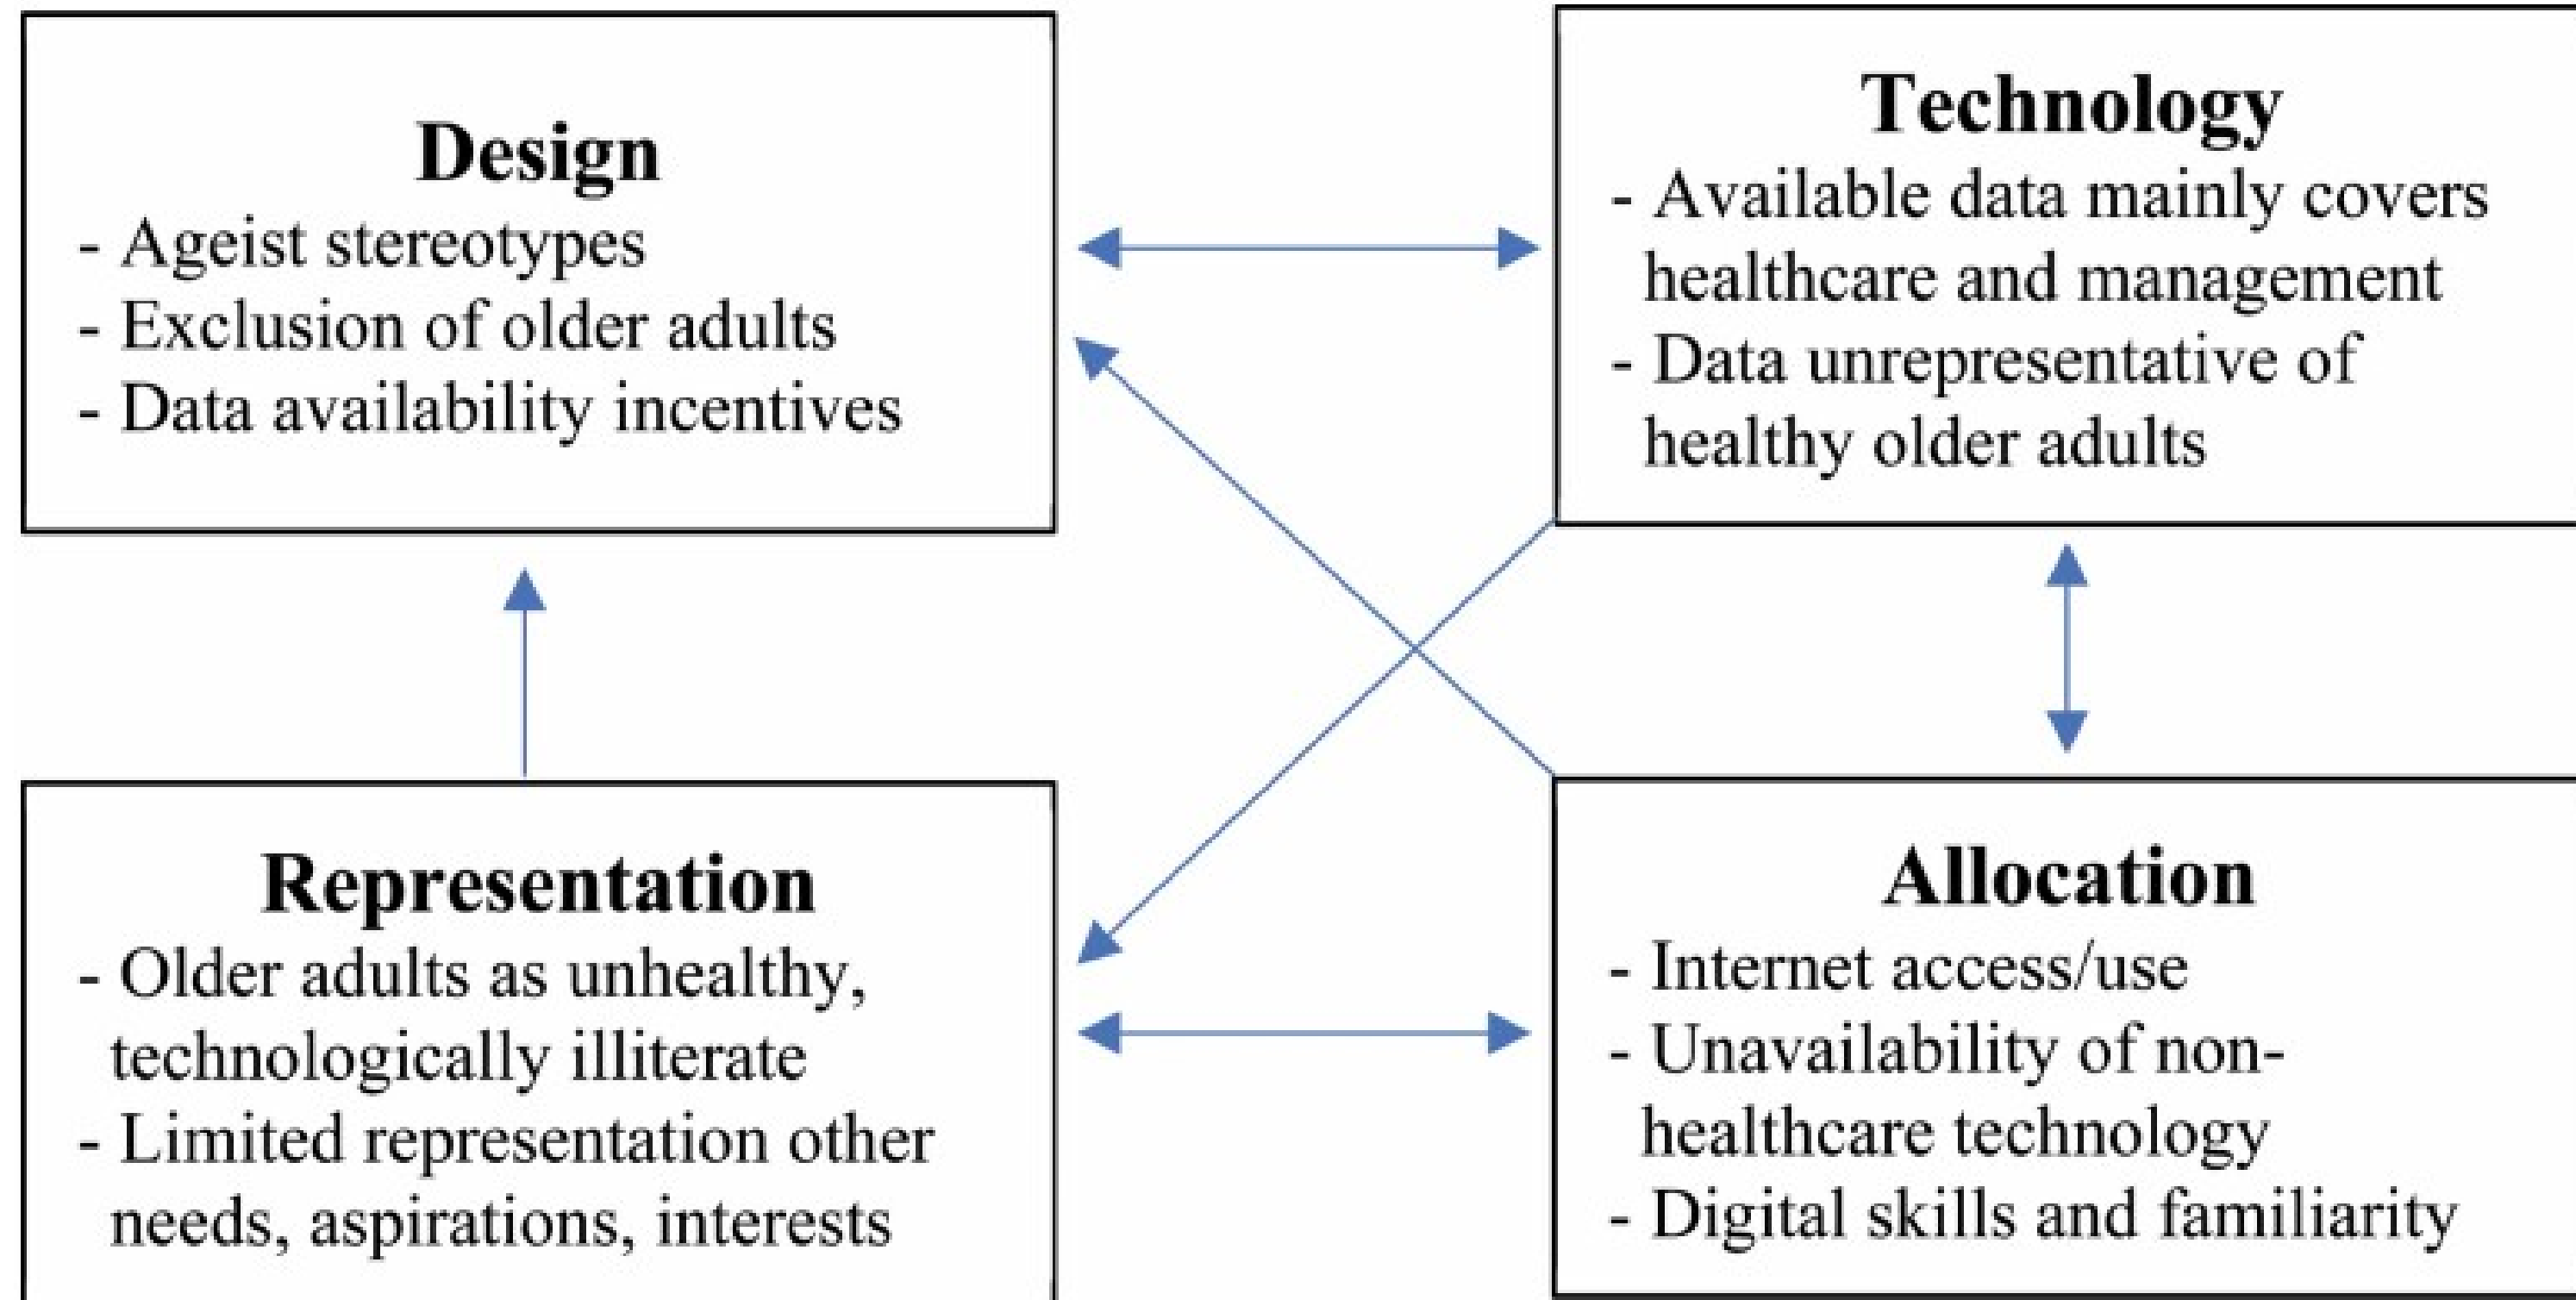 Design
- Ageist stereotypes
- Exclusion of older adults
- Data availability incentives
Technology
- Available data mainly covers
healthcare and management
- Data unrepresentative of
healthy older adults
Representation
- Older adults as unhealthy,
technologically illiterate
- Limited representation other
needs, aspirations, interests
Allocation
- Internet access/use
- Unavailability of non-
healthcare technology
- Digital skills and familiarity